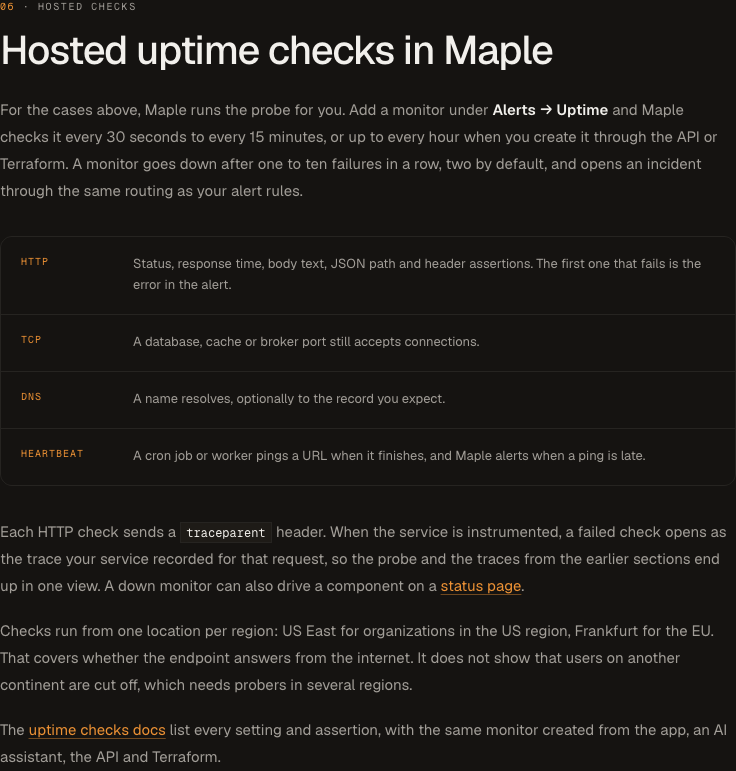 06 · HOSTED CHECKS
Hosted uptime checks in Maple
For the cases above, Maple runs the probe for you. Add a monitor under Alerts → Uptime and Maple
checks it every 30 seconds to every 15 minutes, or up to every hour when you create it through the API or
Terraform. A monitor goes down after one to ten failures in a row, two by default, and opens an incident
through the same routing as your alert rules.
HTTP
Status, response time, body text, JSON path and header assertions. The first one that fails is the
error in the alert.
TCP
A database, cache or broker port still accepts connections.
DNS
A name resolves, optionally to the record you expect.
HEARTBEAT
A cron job or worker pings a URL when it finishes, and Maple alerts when a ping is late.
Each HTTP check sends a traceparent header. When the service is instrumented, a failed check opens as
the trace your service recorded for that request, so the probe and the traces from the earlier sections end
up in one view. A down monitor can also drive a component on a status page.
Checks run from one location per region: US East for organizations in the US region, Frankfurt for the EU.
That covers whether the endpoint answers from the internet. It does not show that users on another
continent are cut off, which needs probers in several regions.
The uptime checks docs list every setting and assertion, with the same monitor created from the app, an AI
assistant, the API and Terraform.